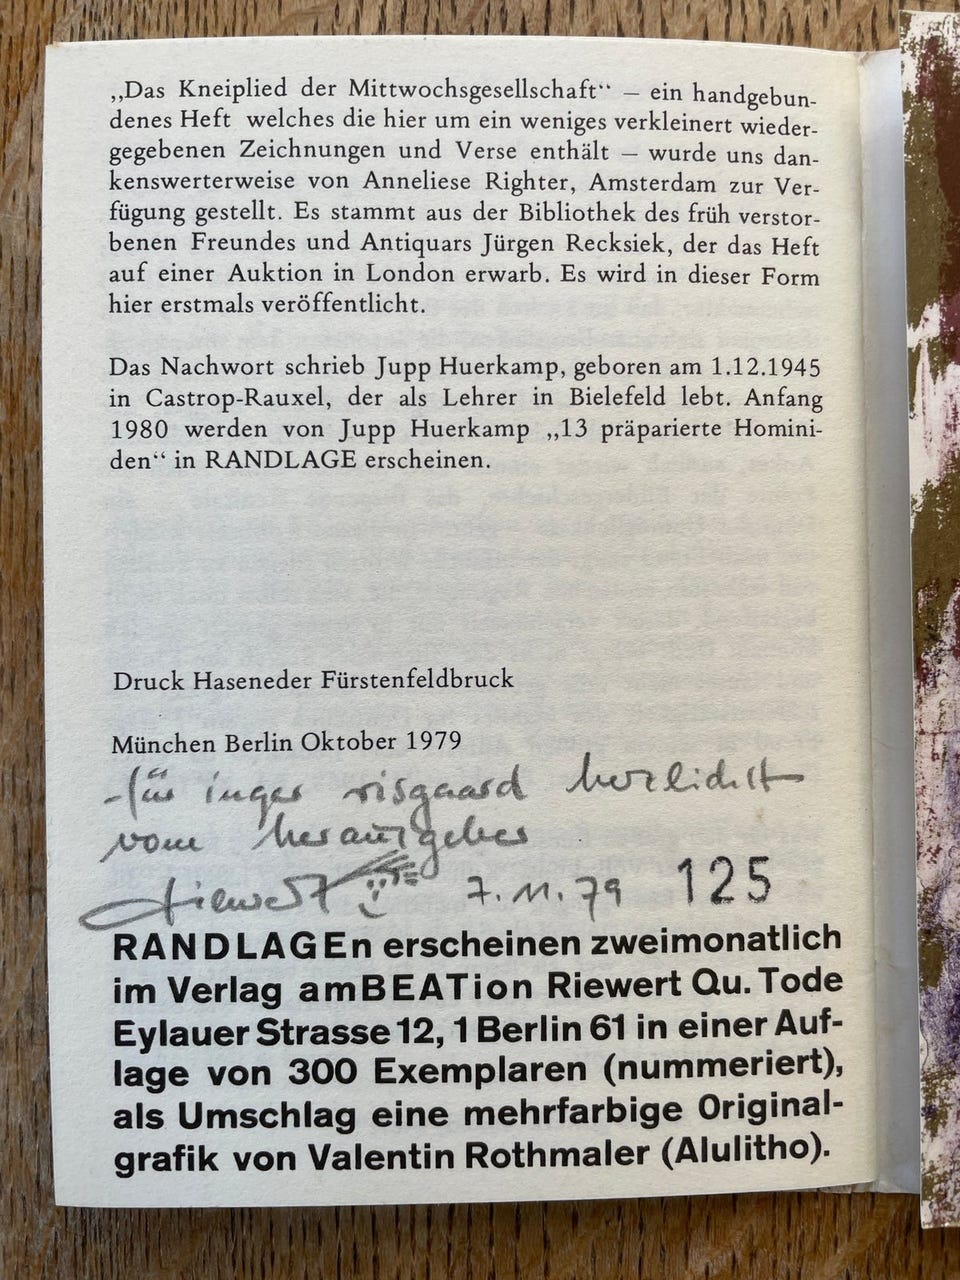 „Das Kneiplied der Mittwochsgesellschaft“ – ein handgebun-
denes Heft welches die hier um ein weniges verkleinert wieder-
gegebenen Zeichnungen und Verse enthält – wurde uns dan-
kenswerterweise von Anneliese Righter, Amsterdam zur Ver-
fügung gestellt. Es stammt aus der Bibliothek des früh verstor-
benen Freundes und Antiquars Jürgen Recksiek, der das Heft
auf einer Auktion in London erwarb. Es wird in dieser Form
hier erstmals veröffentlicht.
Das Nachwort schrieb Jupp Huerkamp, geboren am 1.12.1945
in Castrop-Rauxel, der als Lehrer in Bielefeld lebt. Anfang
1980 werden von Jupp Huerkamp „13 präparierte Homini-
den“ in RANDLAGE erscheinen.
Druck Haseneder Fürstenfeldbruck
München Berlin Oktober 1979
für inger risgaard herzlichst
vom herausgeber
riewert 7.11.79 125
RANDLAGEn erscheinen zweimonatlich
im Verlag amBEATion Riewert Qu. Tode
Eylauer Strasse 12, 1 Berlin 61 in einer Auf-
lage von 300 Exemplaren (nummeriert),
als Umschlag eine mehrfarbige Original-
grafik von Valentin Rothmaler (Alulitho).